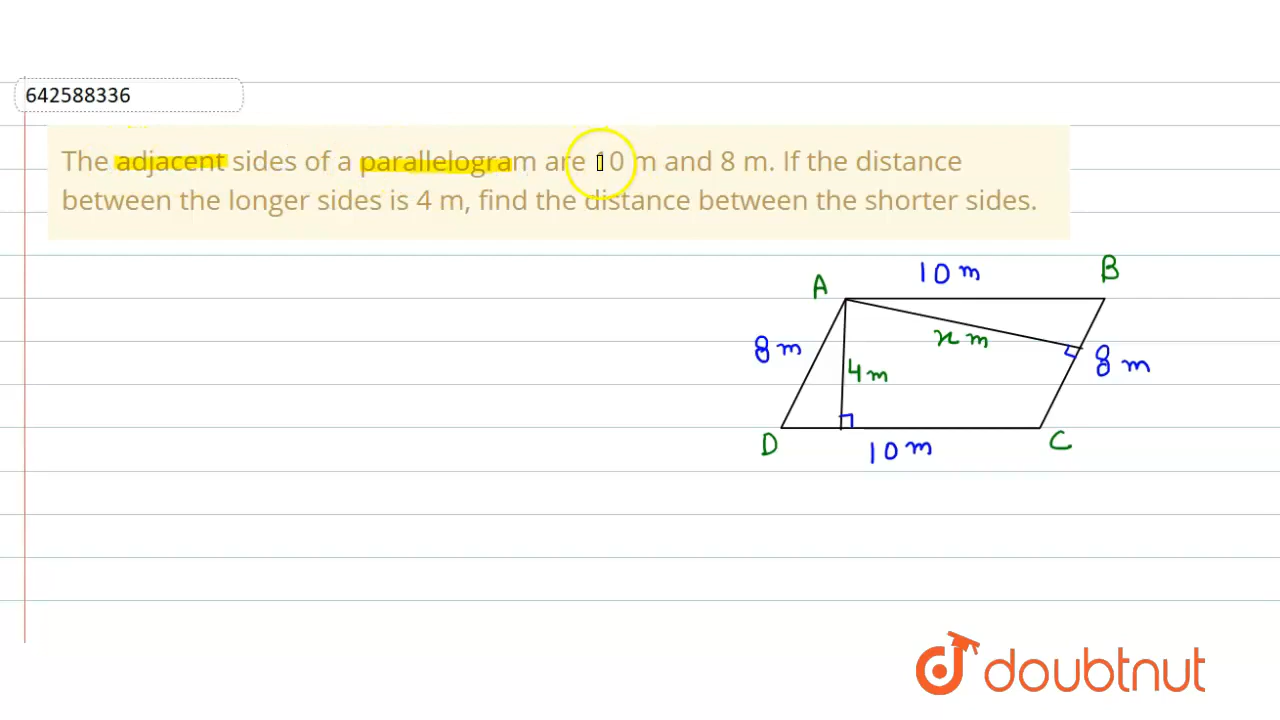 642588336
The adjacent sides of a parallelogram are 10 m and 8 m. If the distance
between the longer sides is 4 m, find the distance between the shorter sides.
10 m
B
A
8 m
x m
8 m
4 m
D
10 m
C
doubtnut